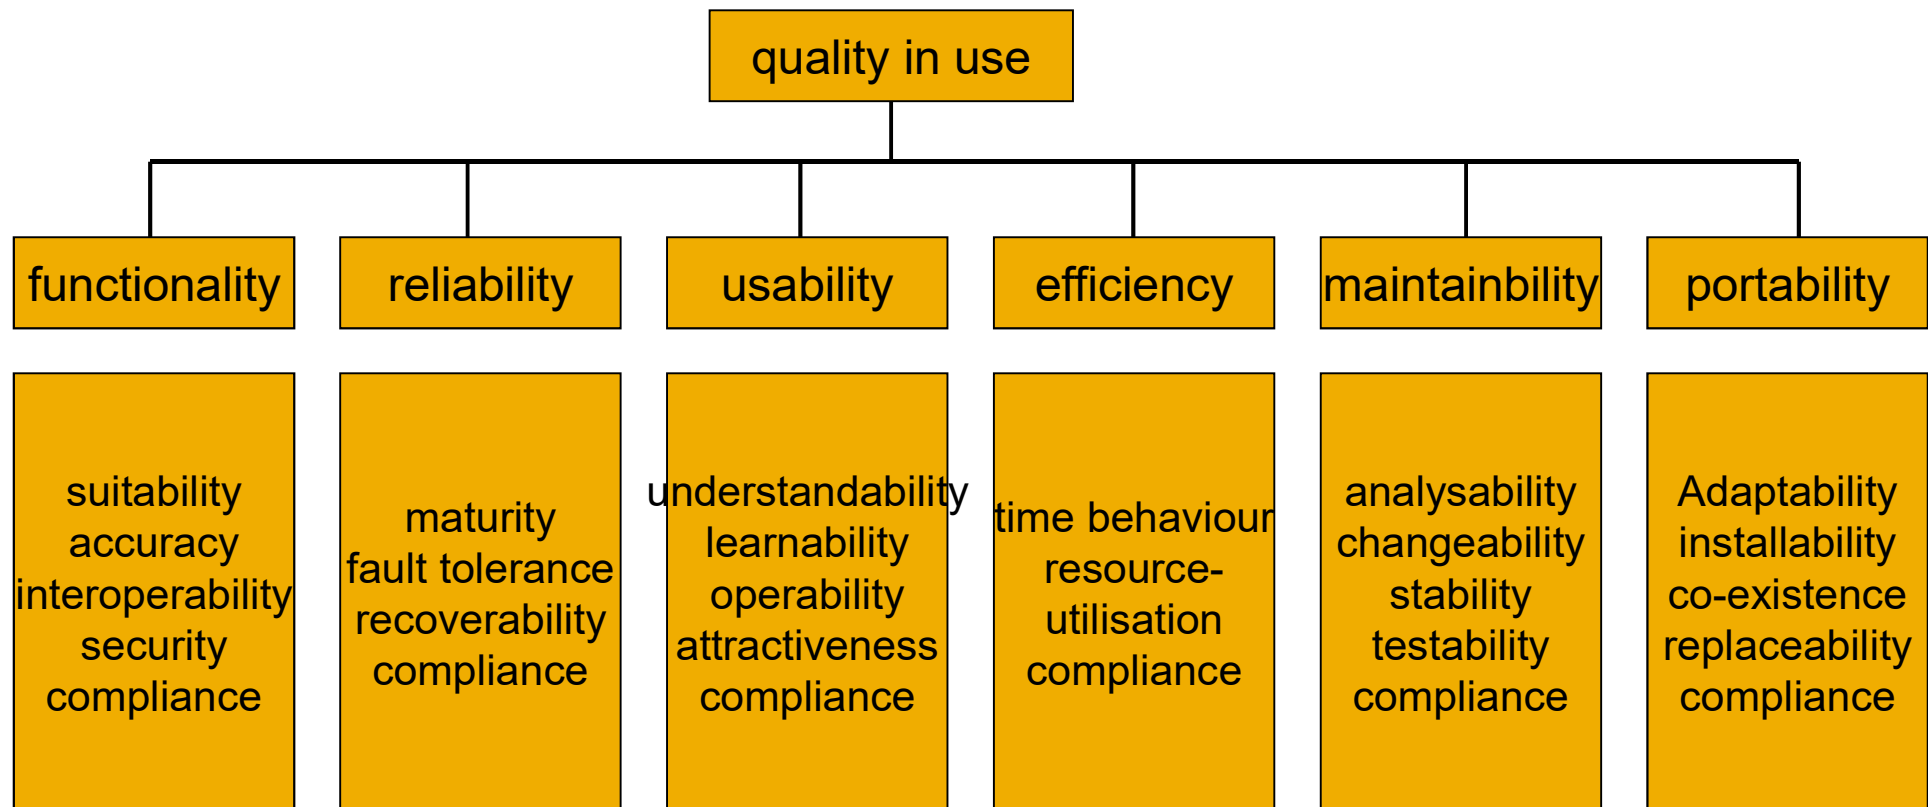 quality in use
functionality
reliability
usability
efficiency
maintainbility
portability
suitability
accuracy
interoperability
security
compliance
maturity
fault tolerance
recoverability
compliance
understandability
learnability
operability
attractiveness
compliance
time behaviour
resource-
utilisation
compliance
analysability
changeability
stability
testability
compliance
Adaptability
installability
co-existence
replaceability
compliance